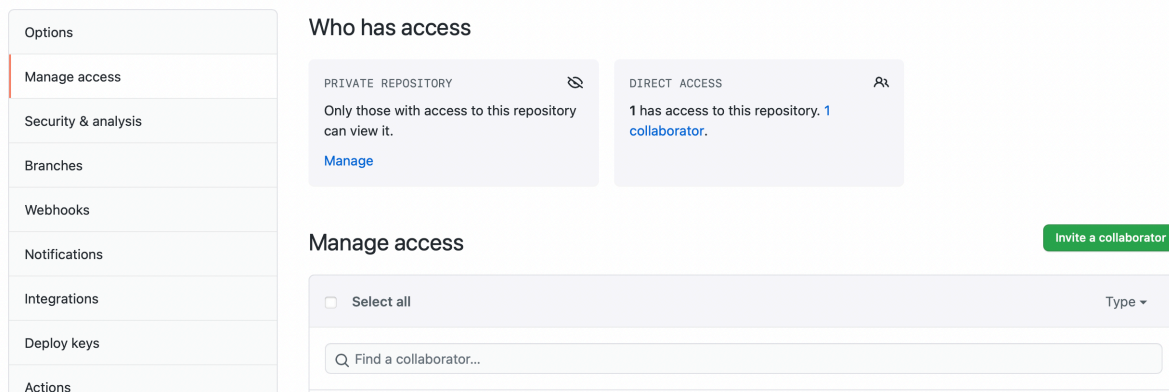 Options
Manage access
Security & analysis
Branches
Webhooks
Notifications
Integrations
Deploy keys
Actions
Who has access
PRIVATE REPOSITORY
Only those with access to this repository
can view it.
Manage
DIRECT ACCESS
1 has access to this repository. 1
collaborator.
Manage access
Invite a collaborator
Select all
Type
Find a collaborator...